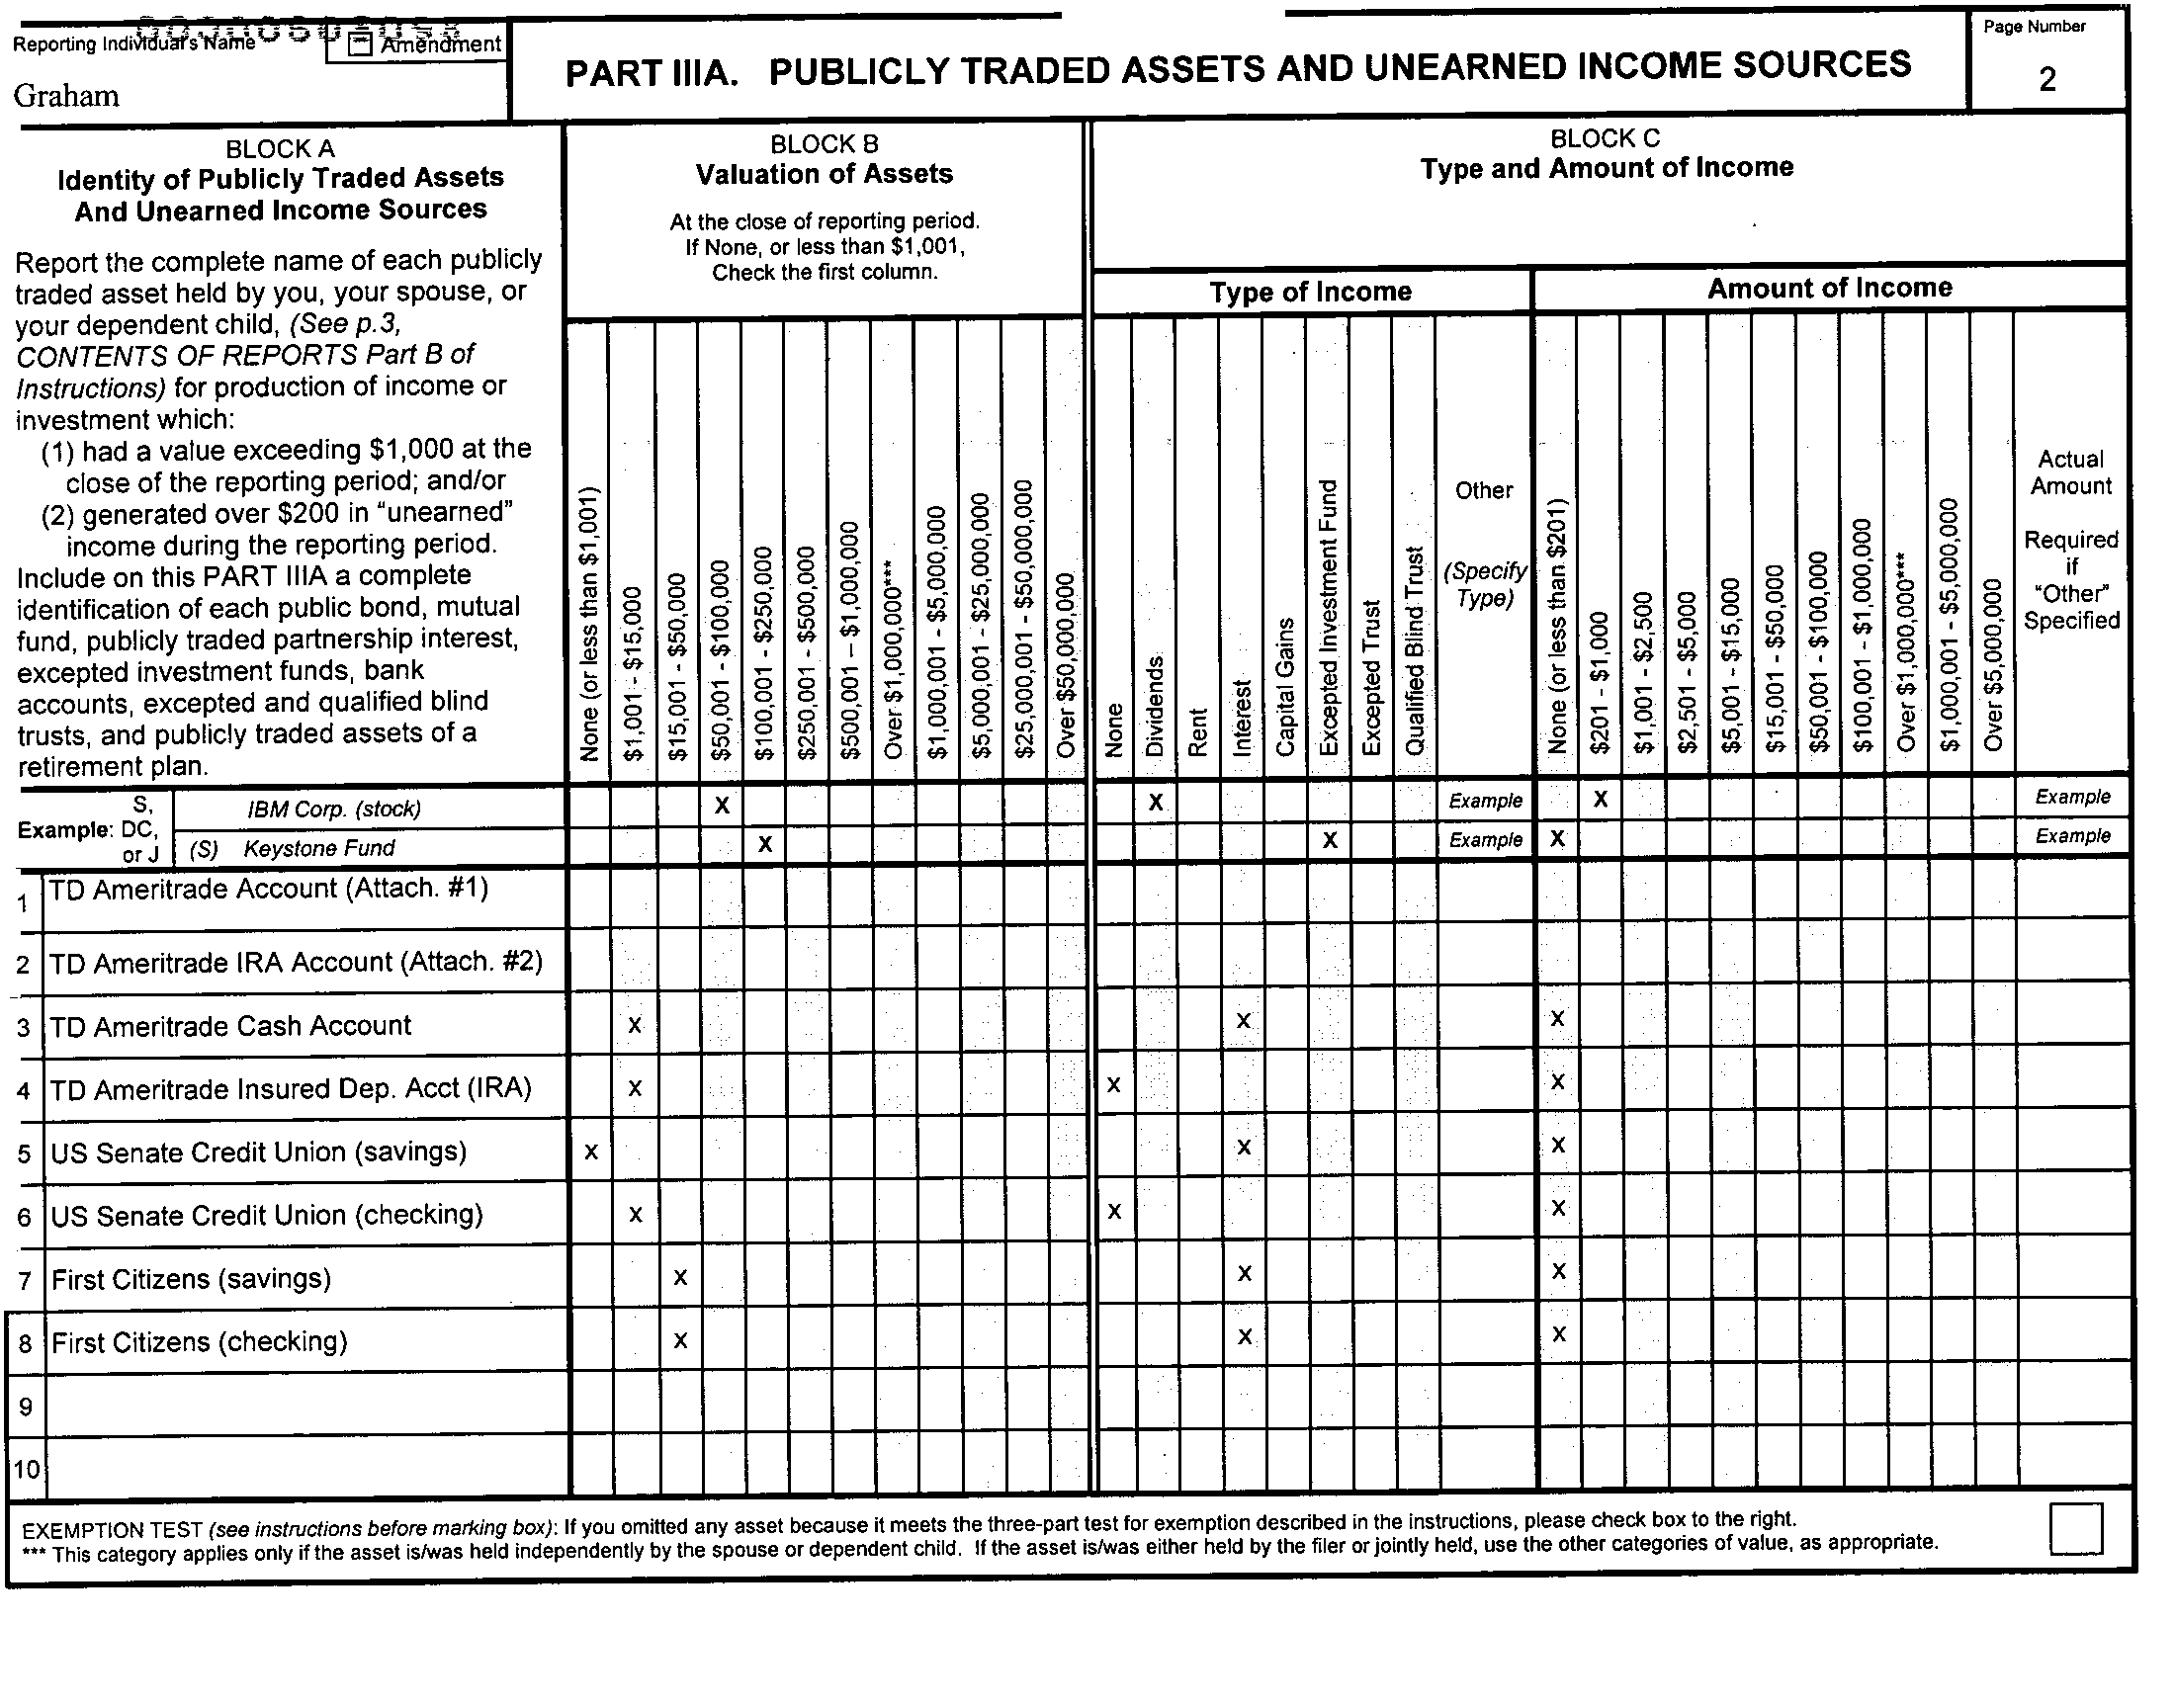 Reporting Individual's Name
Amendment
Graham
PART IIIA. PUBLICLY TRADED ASSETS AND UNEARNED INCOME SOURCES
Page Number
2
BLOCK A
Identity of Publicly Traded Assets
And Unearned Income Sources
Report the complete name of each publicly
traded asset held by you, your spouse, or
your dependent child, (See p.3,
CONTENTS OF REPORTS Part B of
Instructions) for production of income or
investment which:
(1) had a value exceeding $1,000 at the
close of the reporting period; and/or
(2) generated over $200 in "unearned"
income during the reporting period.
Include on this PART IIIA a complete
identification of each public bond, mutual
fund, publicly traded partnership interest,
excepted investment funds, bank
accounts, excepted and qualified blind
trusts, and publicly traded assets of a
retirement plan.
BLOCK B
Valuation of Assets
At the close of reporting period.
If None, or less than $1,001,
Check the first column.
None (or less than $1,001)
$1,001 - $15,000
$15,001 - $50,000
$50,001 - $100,000
$100,001 - $250,000
$250,001 - $500,000
$500,001 – $1,000,000
Over $1,000,000***
$1,000,001 - $5,000,000
$5,000,001 - $25,000,000
$25,000,001 - $50,000,000
Over $50,000,000
BLOCK C
Type and Amount of Income
Type of Income
None
Dividends
Rent
Interest
Capital Gains
Excepted Investment Fund
Excepted Trust
Qualified Blind Trust
Other
(Specify
Type)
Amount of Income
None (or less than $201)
$201 - $1,000
$1,001 - $2,500
$2,501 - $5,000
$5,001 - $15,000
$15,001 - $50,000
$50,001 - $100,000
$100,001 - $1,000,000
Over $1,000,000***
$1,000,001 - $5,000,000
Over $5,000,000
Actual
Amount
Required
if
"Other"
Specified
Example: S, DC, or J
IBM Corp. (stock) X X Example X Example
(S) Keystone Fund X X Example X Example
1 TD Ameritrade Account (Attach. #1)
2 TD Ameritrade IRA Account (Attach. #2)
3 TD Ameritrade Cash Account X X X
4 TD Ameritrade Insured Dep. Acct (IRA) X X X
5 US Senate Credit Union (savings) X X X
6 US Senate Credit Union (checking) X X X
7 First Citizens (savings) X X X
8 First Citizens (checking) X X X
9
10
EXEMPTION TEST (see instructions before marking box): If you omitted any asset because it meets the three-part test for exemption described in the instructions, please check box to the right.
*** This category applies only if the asset is/was held independently by the spouse or dependent child. If the asset is/was either held by the filer or jointly held, use the other categories of value, as appropriate.